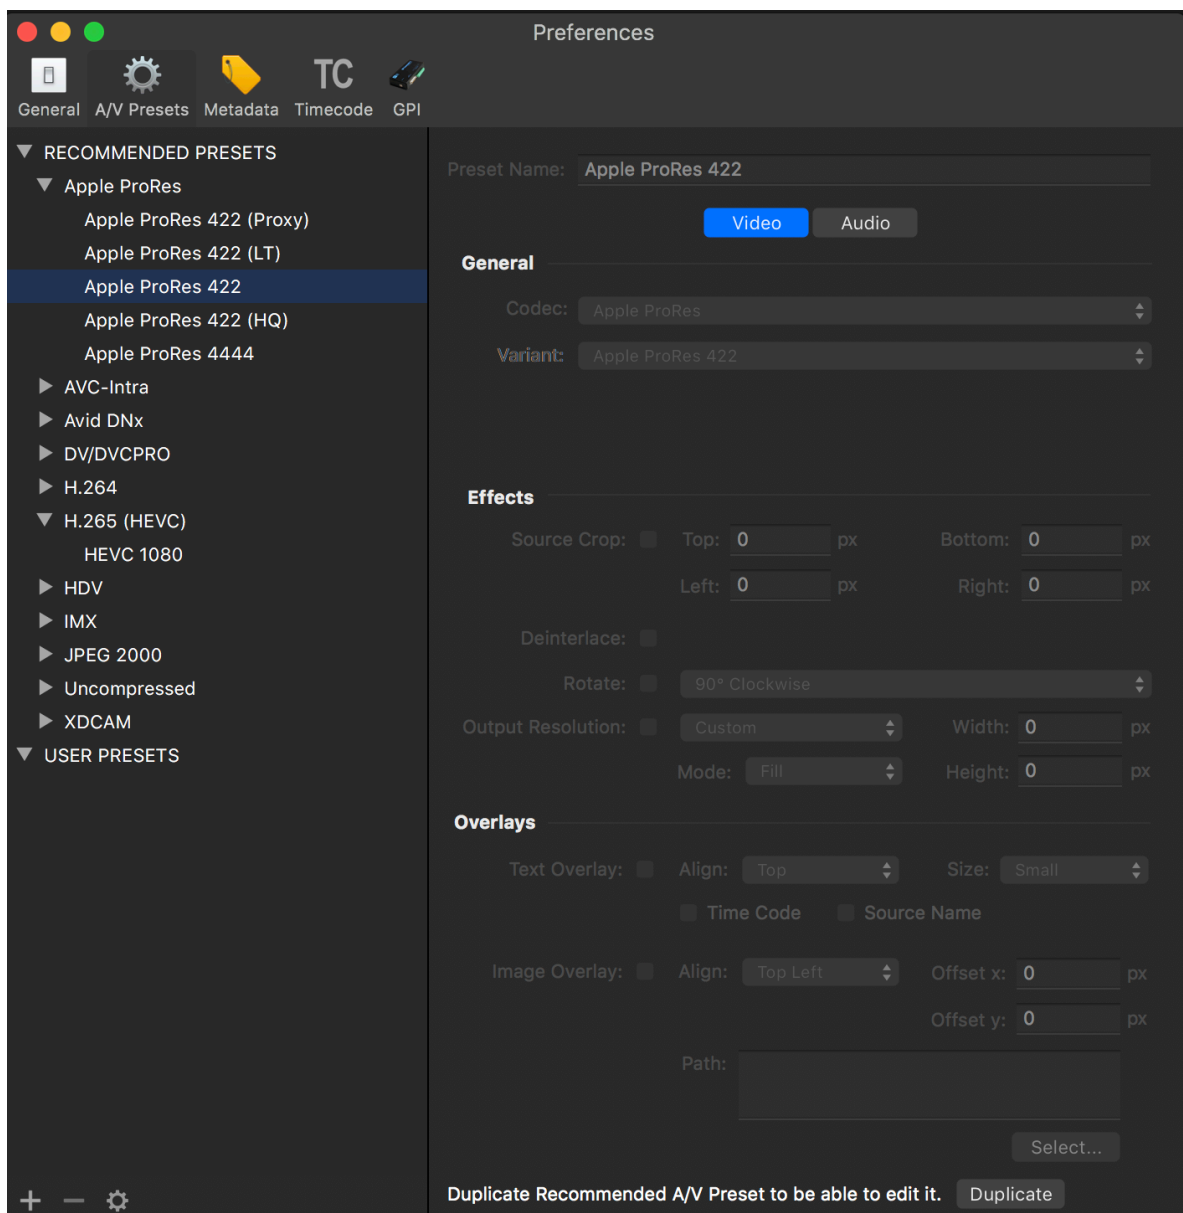 Preferences
TC
General A/V Presets Metadata Timecode GPI
RECOMMENDED PRESETS
Apple ProRes
Apple ProRes 422 (Proxy)
Apple ProRes 422 (LT)
Apple ProRes 422
Apple ProRes 422 (HQ)
Apple ProRes 4444
AVC-Intra
Avid DNx
DV/DVCPRO
H.264
H.265 (HEVC)
HEVC 1080
HDV
IMX
JPEG 2000
Uncompressed
XDCAM
USER PRESETS
Preset Name: Apple ProRes 422
Video Audio
General
Codec: Apple ProRes
Variant: Apple ProRes 422
Effects
Source Crop: Top: 0 px Bottom: 0 px
Left: 0 px Right: 0 px
Deinterlace:
Rotate: 90° Clockwise
Output Resolution: Custom Width: 0 px
Mode: Fill Height: 0 px
Overlays
Text Overlay: Align: Top Size: Small
Time Code Source Name
Image Overlay: Align: Top Left Offset x: 0 px
Offset y: 0 px
Path:
Select...
Duplicate Recommended A/V Preset to be able to edit it. Duplicate